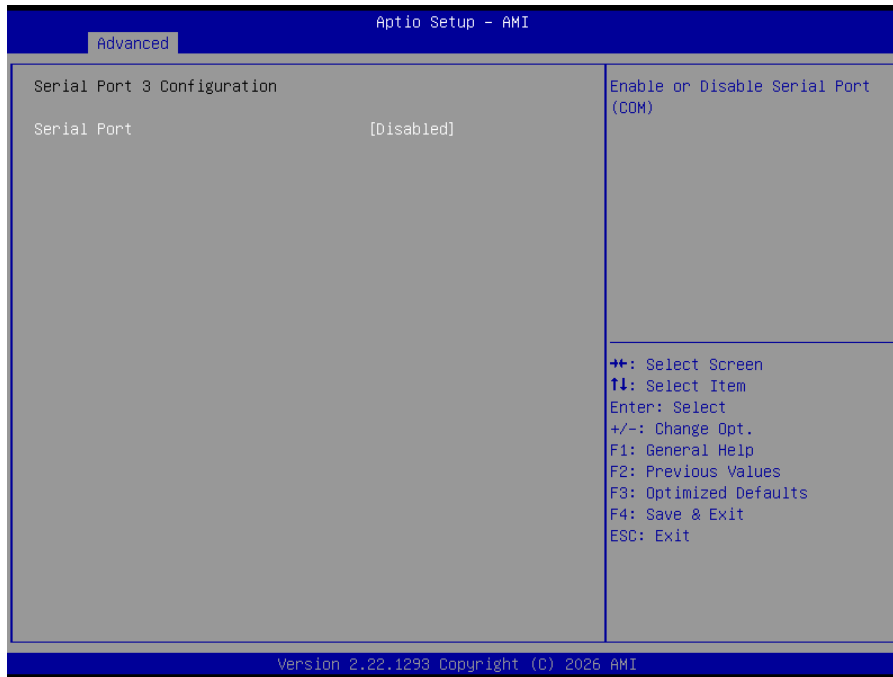 Aptio Setup – AMI
Advanced
Serial Port 3 Configuration
Serial Port [Disabled]
Enable or Disable Serial Port
(COM)
→←: Select Screen
↑↓: Select Item
Enter: Select
+/-: Change Opt.
F1: General Help
F2: Previous Values
F3: Optimized Defaults
F4: Save & Exit
ESC: Exit
Version 2.22.1293 Copyright (C) 2026 AMI